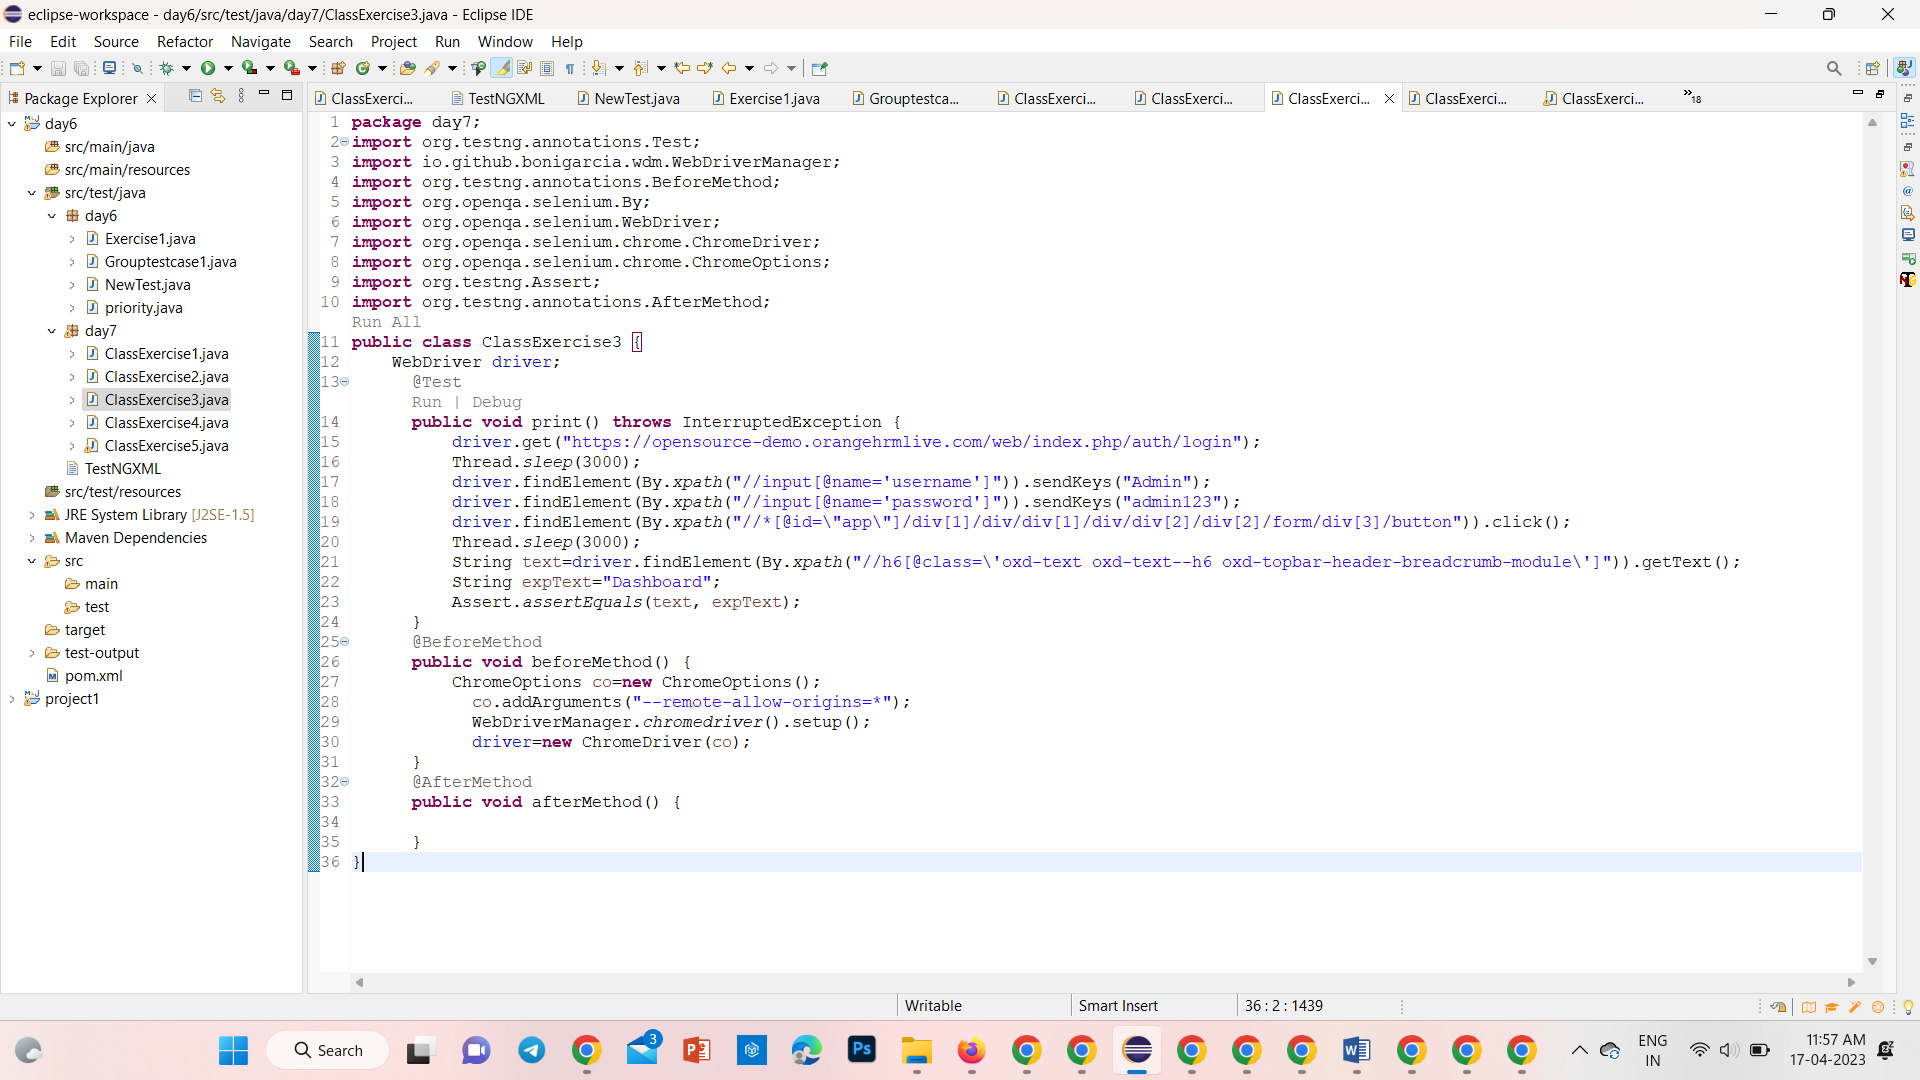 eclipse-workspace - day6/src/test/java/day7/ClassExercise3.java - Eclipse IDE
File Edit Source Refactor Navigate Search Project Run Window Help
Package Explorer
ClassExerci... TestNGXML NewTest.java Exercise1.java Grouptestca... ClassExerci... ClassExerci... ClassExerci... ClassExerci... ClassExerci... »18
day6
src/main/java
src/main/resources
src/test/java
day6
Exercise1.java
Grouptestcase1.java
NewTest.java
priority.java
day7
ClassExercise1.java
ClassExercise2.java
ClassExercise3.java
ClassExercise4.java
ClassExercise5.java
TestNGXML
src/test/resources
JRE System Library [J2SE-1.5]
Maven Dependencies
src
main
test
target
test-output
pom.xml
project1
1 package day7;
2 import org.testng.annotations.Test;
3 import io.github.bonigarcia.wdm.WebDriverManager;
4 import org.testng.annotations.BeforeMethod;
5 import org.openqa.selenium.By;
6 import org.openqa.selenium.WebDriver;
7 import org.openqa.selenium.chrome.ChromeDriver;
8 import org.openqa.selenium.chrome.ChromeOptions;
9 import org.testng.Assert;
10 import org.testng.annotations.AfterMethod;
Run All
11 public class ClassExercise3 {
12 WebDriver driver;
13 @Test
Run | Debug
14 public void print() throws InterruptedException {
15 driver.get("https://opensource-demo.orangehrmlive.com/web/index.php/auth/login");
16 Thread.sleep(3000);
17 driver.findElement(By.xpath("//input[@name='username']")).sendKeys("Admin");
18 driver.findElement(By.xpath("//input[@name='password']")).sendKeys("admin123");
19 driver.findElement(By.xpath("//*[@id=\"app\"]/div[1]/div/div[1]/div/div[2]/div[2]/form/div[3]/button")).click();
20 Thread.sleep(3000);
21 String text=driver.findElement(By.xpath("//h6[@class=\'oxd-text oxd-text--h6 oxd-topbar-header-breadcrumb-module\']")).getText();
22 String expText="Dashboard";
23 Assert.assertEquals(text, expText);
24 }
25 @BeforeMethod
26 public void beforeMethod() {
27 ChromeOptions co=new ChromeOptions();
28 co.addArguments("--remote-allow-origins=*");
29 WebDriverManager.chromedriver().setup();
30 driver=new ChromeDriver(co);
31 }
32 @AfterMethod
33 public void afterMethod() {
34
35 }
36 }
Writable Smart Insert 36 : 2 : 1439
Search
3
Ps
ENG
IN
11:57 AM
17-04-2023